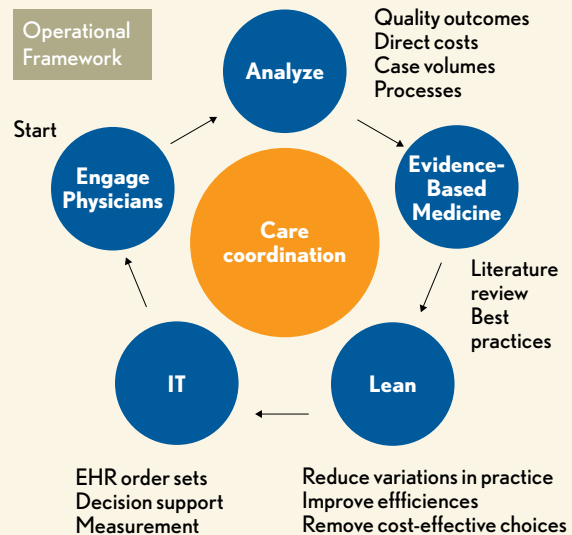 Operational
Framework
Analyze
Quality outcomes
Direct costs
Case volumes
Processes
Start
Engage
Physicians
Evidence-
Based
Medicine
Care
coordination
Literature
review
Best
practices
IT
Lean
EHR order sets
Decision support
Measurement
Reduce variations in practice
Improve effficiences
Remove cost-effective choices